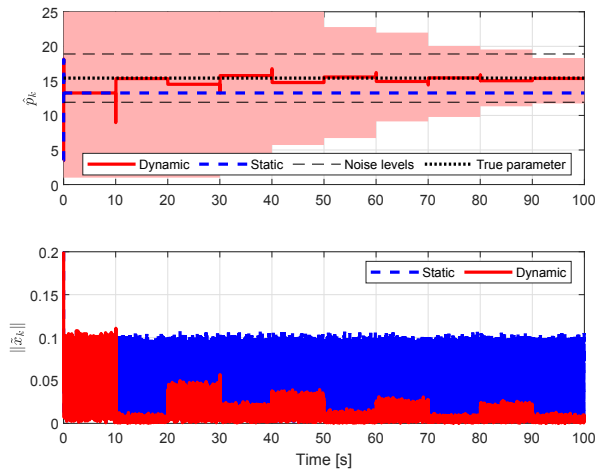 25
20
15
10
5
0
p̂ₖ
Dynamic Static Noise levels True parameter
0 10 20 30 40 50 60 70 80 90 100
0.2
0.15
0.1
0.05
0
||x̃ₖ||
Static Dynamic
0 10 20 30 40 50 60 70 80 90 100
Time [s]